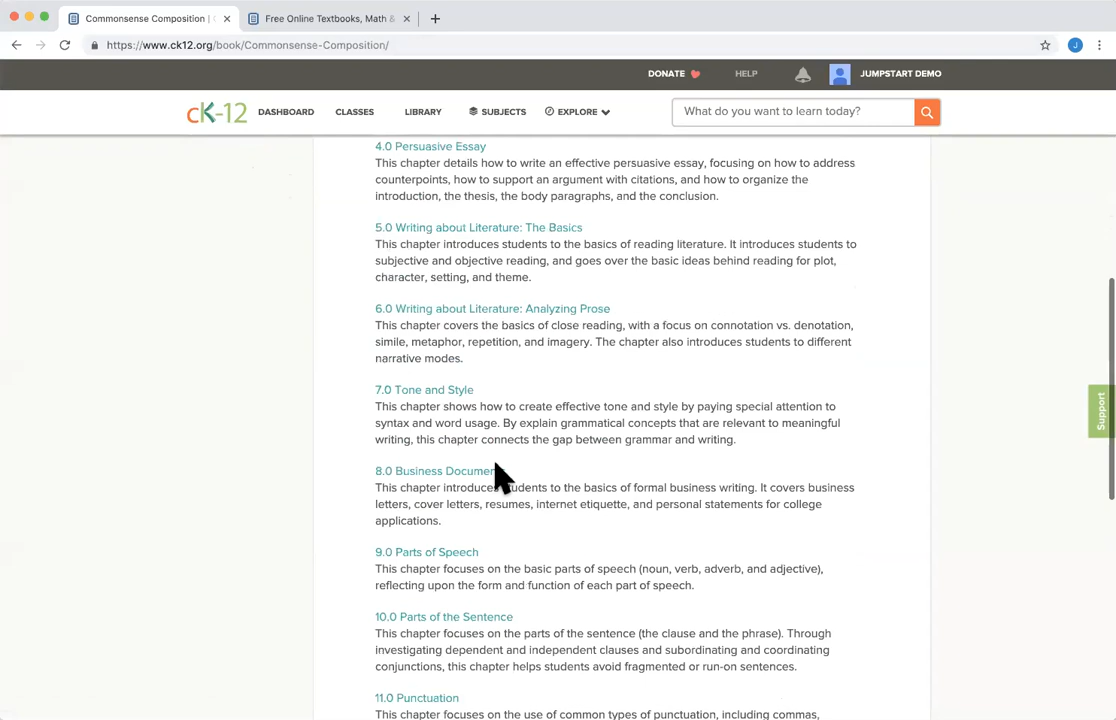 Commonsense Composition |
Free Online Textbooks, Math &
https://www.ck12.org/book/Commonsense-Composition/
J
DONATE
HELP
JUMPSTART DEMO
cK-12
DASHBOARD
CLASSES
LIBRARY
SUBJECTS
EXPLORE
What do you want to learn today?
4.0 Persuasive Essay
This chapter details how to write an effective persuasive essay, focusing on how to address
counterpoints, how to support an argument with citations, and how to organize the
introduction, the thesis, the body paragraphs, and the conclusion.
5.0 Writing about Literature: The Basics
This chapter introduces students to the basics of reading literature. It introduces students to
subjective and objective reading, and goes over the basic ideas behind reading for plot,
character, setting, and theme.
6.0 Writing about Literature: Analyzing Prose
This chapter covers the basics of close reading, with a focus on connotation vs. denotation,
simile, metaphor, repetition, and imagery. The chapter also introduces students to different
narrative modes.
7.0 Tone and Style
This chapter shows how to create effective tone and style by paying special attention to
syntax and word usage. By explain grammatical concepts that are relevant to meaningful
writing, this chapter connects the gap between grammar and writing.
8.0 Business Documen
This chapter introduces students to the basics of formal business writing. It covers business
letters, cover letters, resumes, internet etiquette, and personal statements for college
applications.
9.0 Parts of Speech
This chapter focuses on the basic parts of speech (noun, verb, adverb, and adjective),
reflecting upon the form and function of each part of speech.
10.0 Parts of the Sentence
This chapter focuses on the parts of the sentence (the clause and the phrase). Through
investigating dependent and independent clauses and subordinating and coordinating
conjunctions, this chapter helps students avoid fragmented or run-on sentences.
11.0 Punctuation
This chapter focuses on the use of common types of punctuation, including commas,
Support